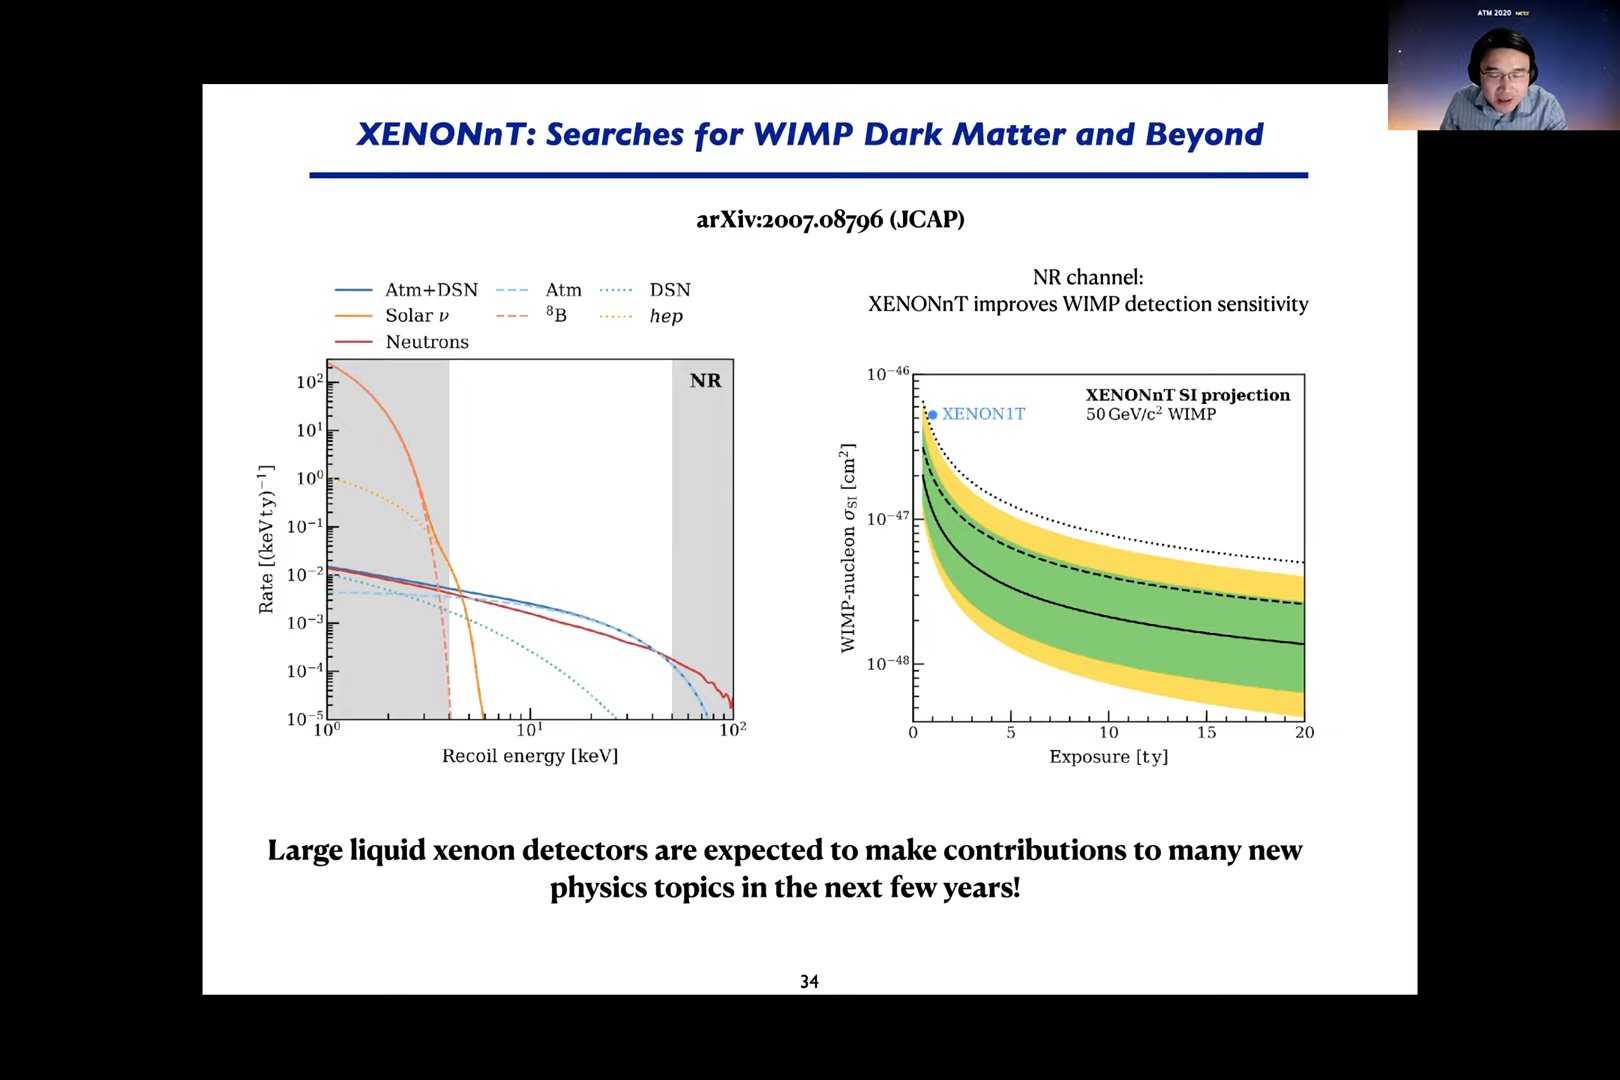 ATM 2020
XENONnT: Searches for WIMP Dark Matter and Beyond
arXiv:2007.08796 (JCAP)
Atm+DSN Atm DSN
Solar ν ⁸B hep
Neutrons
NR
10² 10¹ 10⁰ 10⁻¹ 10⁻² 10⁻³ 10⁻⁴ 10⁻⁵
Rate [(keV t y)⁻¹]
10⁰ 10¹ 10²
Recoil energy [keV]
NR channel:
XENONnT improves WIMP detection sensitivity
XENONnT SI projection
50 GeV/c² WIMP
XENON1T
10⁻⁴⁶ 10⁻⁴⁷ 10⁻⁴⁸
WIMP-nucleon σSI [cm²]
0 5 10 15 20
Exposure [t y]
Large liquid xenon detectors are expected to make contributions to many new
physics topics in the next few years!
34